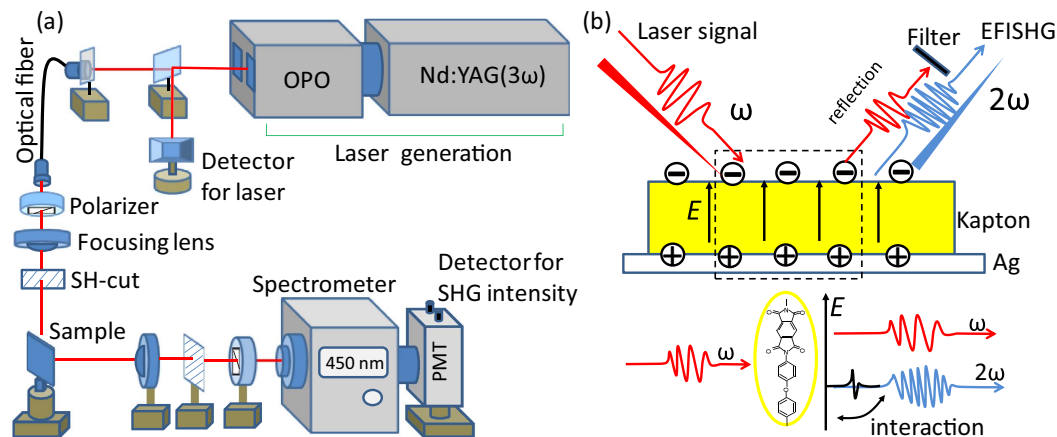 (a)
Optical fiber
OPO
Nd:YAG(3ω)
Laser generation
Detector
for laser
Polarizer
Focusing lens
SH-cut
Sample
Spectrometer
450 nm
Detector for
SHG intensity
PMT
(b)
Laser signal
ω
reflection
Filter
EFISHG
2ω
E
Kapton
Ag
ω
E
ω
2ω
interaction